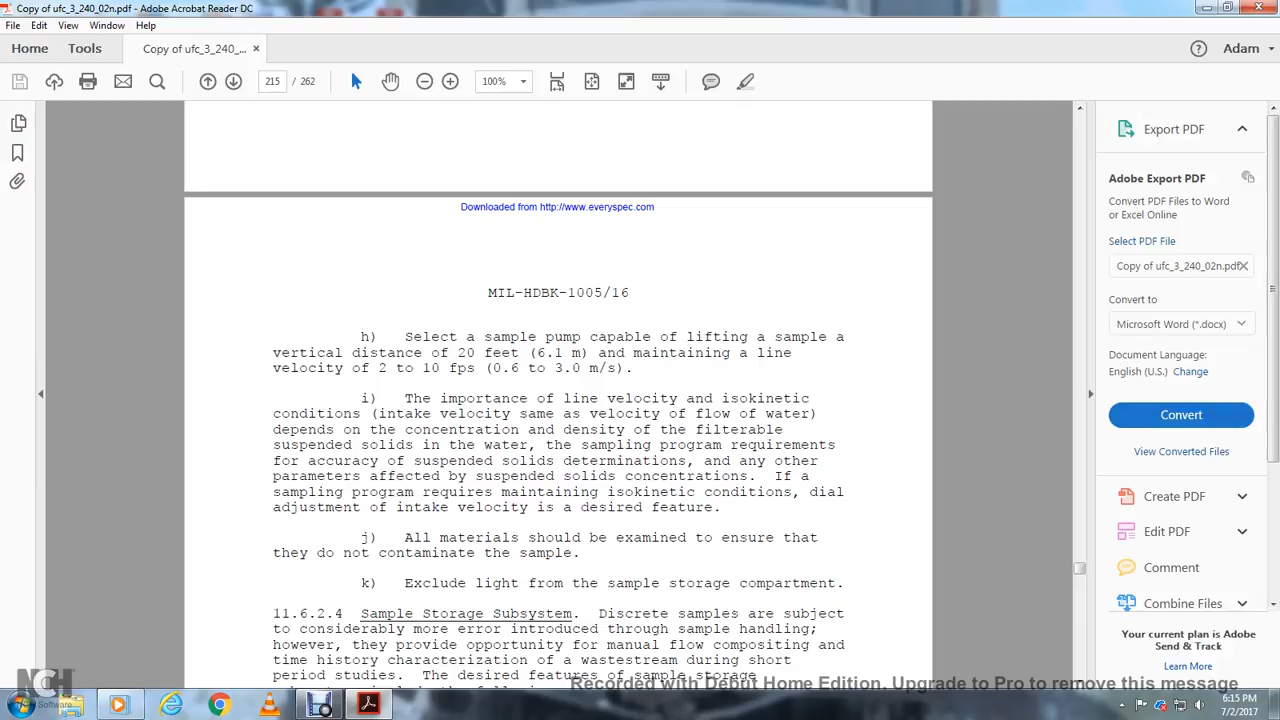 Copy of ufc_3_240_02n.pdf - Adobe Acrobat Reader DC
File Edit View Window Help
Home Tools Copy of ufc_3_240_... × Adam
215 / 262 100%
Export PDF
Adobe Export PDF
Convert PDF Files to Word
or Excel Online
Select PDF File
Copy of ufc_3_240_02n.pdf
Convert to
Microsoft Word (*.docx)
Document Language:
English (U.S.) Change
Convert
View Converted Files
Create PDF
Edit PDF
Comment
Combine Files
Your current plan is Adobe
Send & Track
Learn More
Downloaded from http://www.everyspec.com
MIL-HDBK-1005/16
h) Select a sample pump capable of lifting a sample a
vertical distance of 20 feet (6.1 m) and maintaining a line
velocity of 2 to 10 fps (0.6 to 3.0 m/s).
i) The importance of line velocity and isokinetic
conditions (intake velocity same as velocity of flow of water)
depends on the concentration and density of the filterable
suspended solids in the water, the sampling program requirements
for accuracy of suspended solids determinations, and any other
parameters affected by suspended solids concentrations. If a
sampling program requires maintaining isokinetic conditions, dial
adjustment of intake velocity is a desired feature.
j) All materials should be examined to ensure that
they do not contaminate the sample.
k) Exclude light from the sample storage compartment.
11.6.2.4 Sample Storage Subsystem. Discrete samples are subject
to considerably more error introduced through sample handling;
however, they provide opportunity for manual flow compositing and
time history characterization of a wastestream during short
period studies. The desired features of sample storage
Recorded with Debut Home Edition. Upgrade to Pro to remove this message
NCH
Software
6:15 PM
7/2/2017